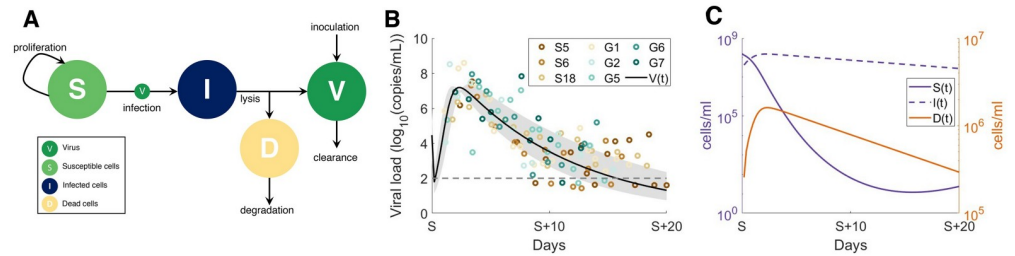 A
proliferation
S
V
infection
I
lysis
inoculation
V
clearance
D
degradation
V Virus
S Susceptible cells
I Infected cells
D Dead cells
B
Viral load (log10(copies/mL))
10
8
6
4
2
0
S5 G1 G6
S6 G2 G7
S18 G5 V(t)
S S+10 S+20
Days
C
cells/ml
10^9
10^5
10^0
S(t)
I(t)
D(t)
10^7
10^6
10^5
cells/ml
S S+10 S+20
Days